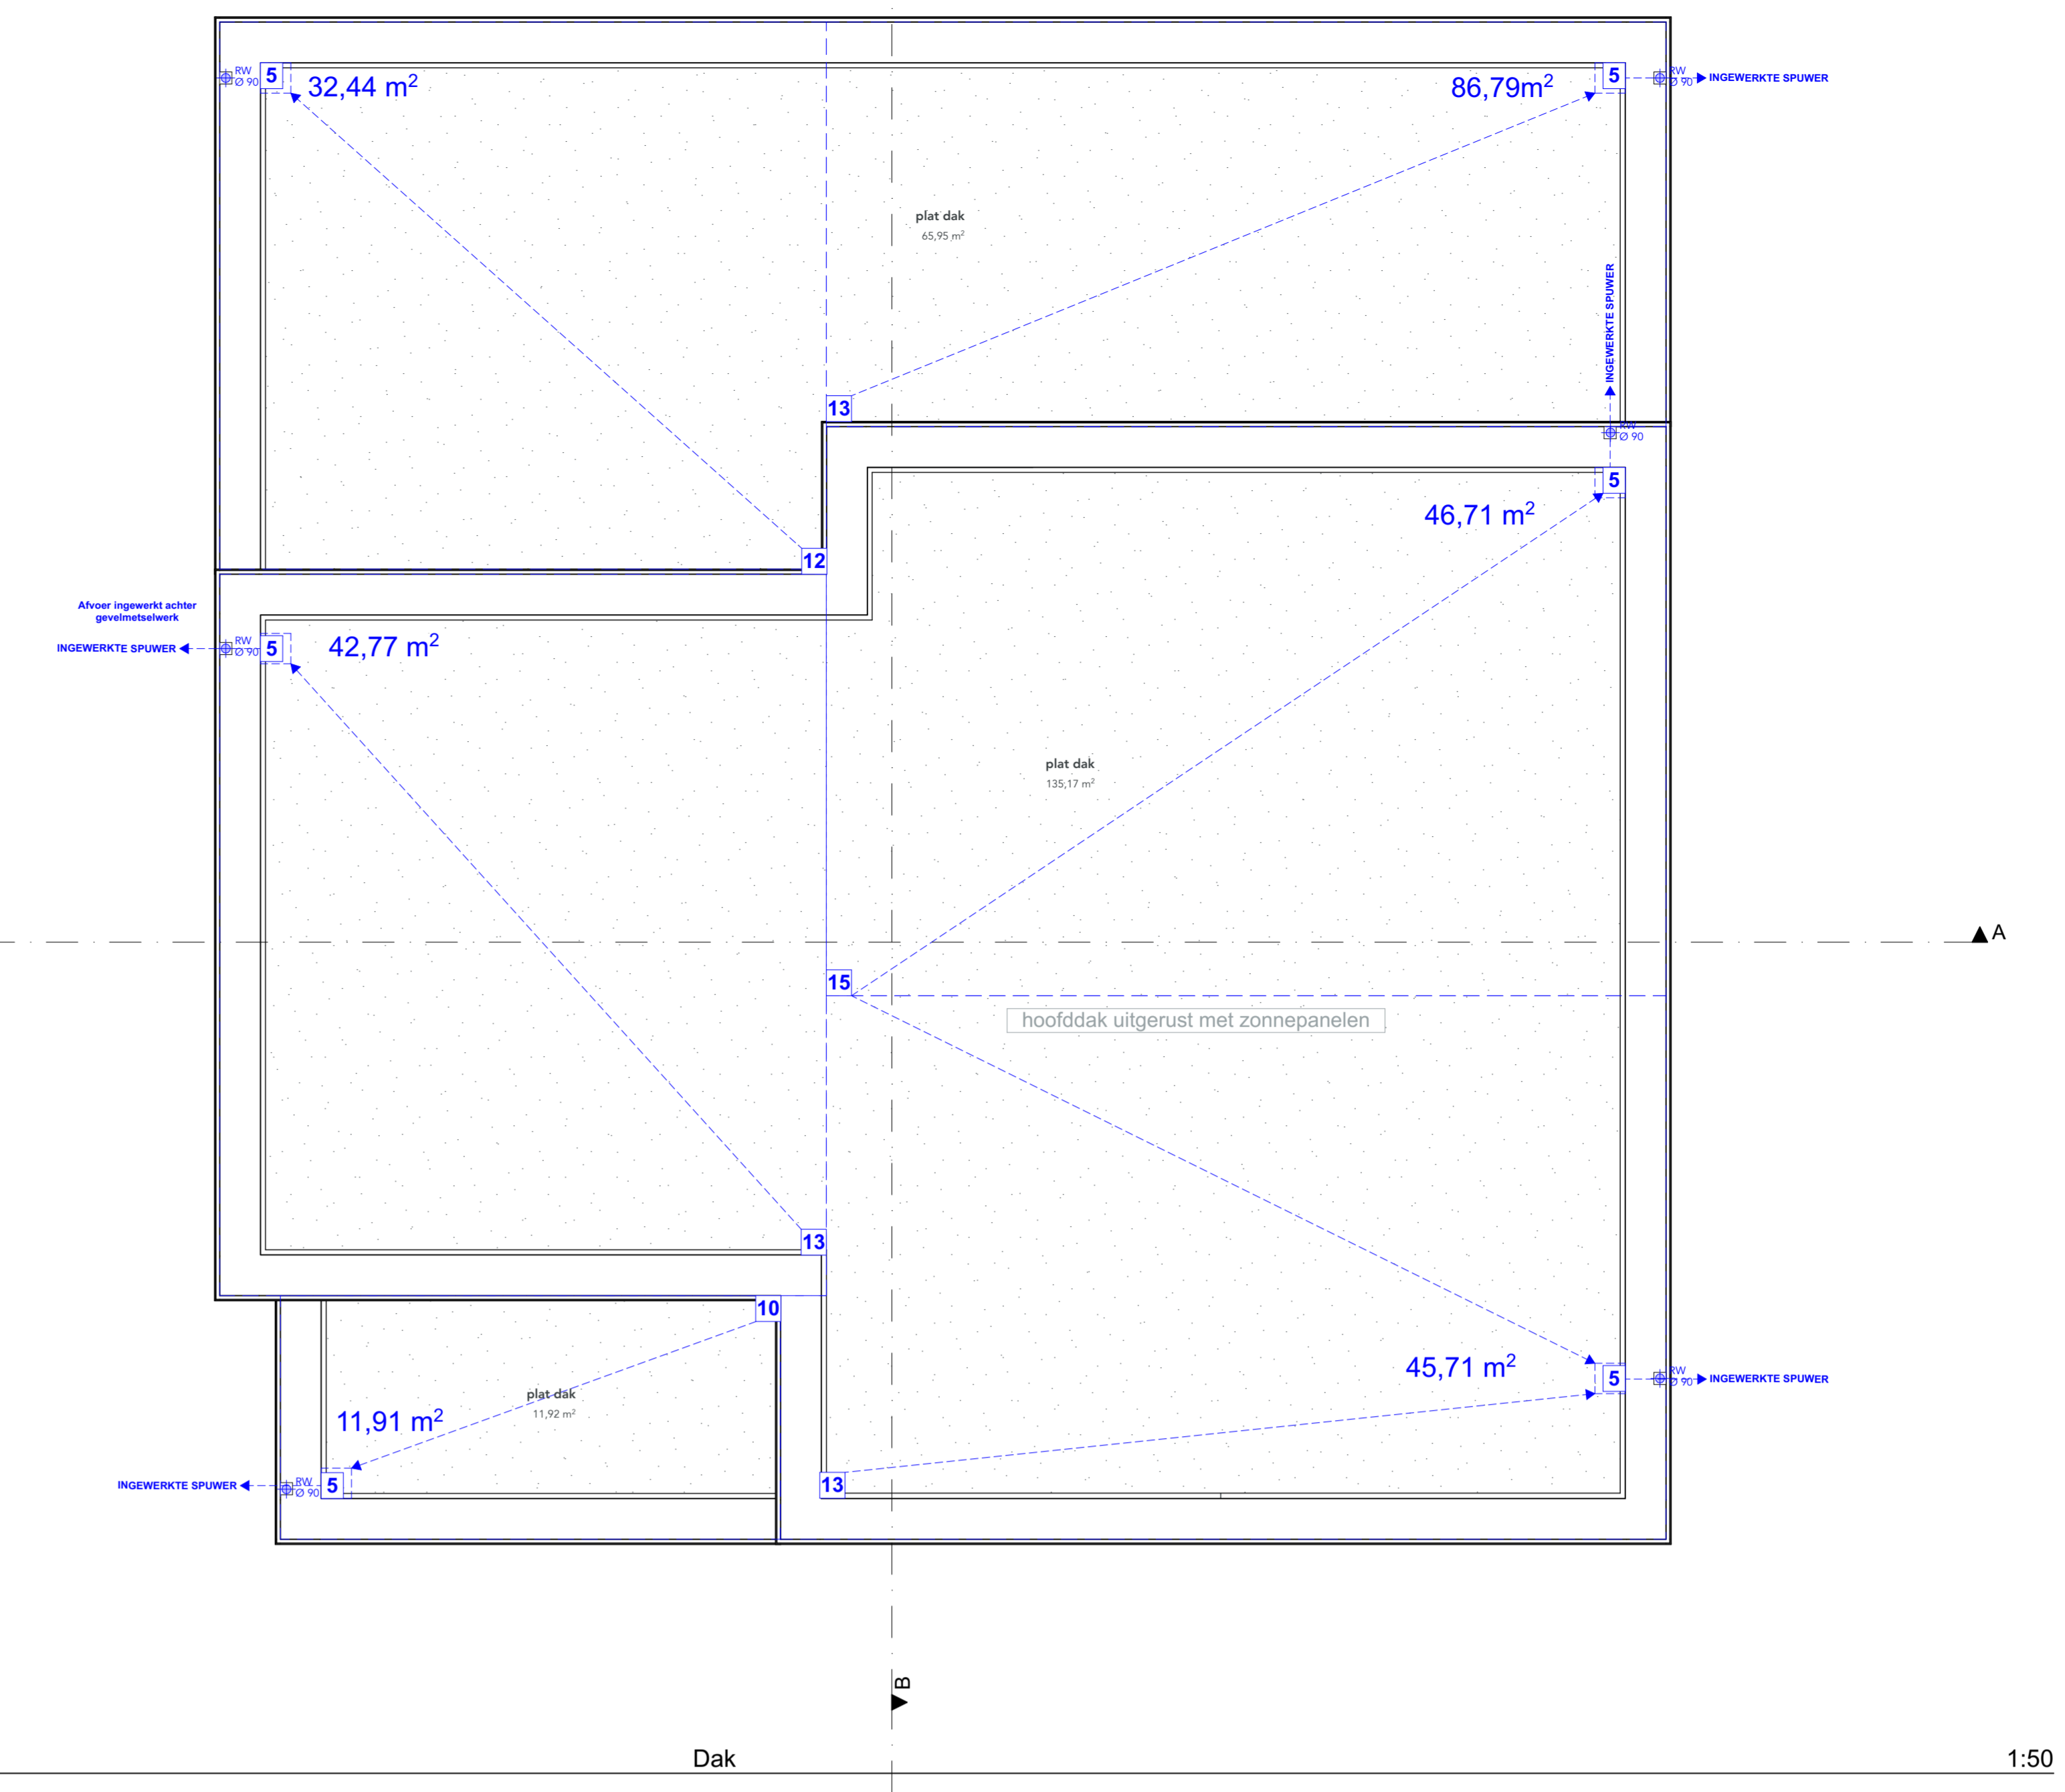 RW
Ø 90
5
32,44 m²
86,79m²
5
RW
Ø 90
INGEWERKTE SPUWER
plat dak
65,95 m²
INGEWERKTE SPUWER
13
RW
Ø 90
5
46,71 m²
12
Afvoer ingewerkt achter
gevelmetselwerk
INGEWERKTE SPUWER
RW
Ø 90
5
42,77 m²
plat dak
135,17 m²
A
15
hoofddak uitgerust met zonnepanelen
13
10
45,71 m²
5
RW
Ø 90
INGEWERKTE SPUWER
plat dak
11,92 m²
11,91 m²
INGEWERKTE SPUWER
RW
Ø 90
5
13
B
Dak
1:50